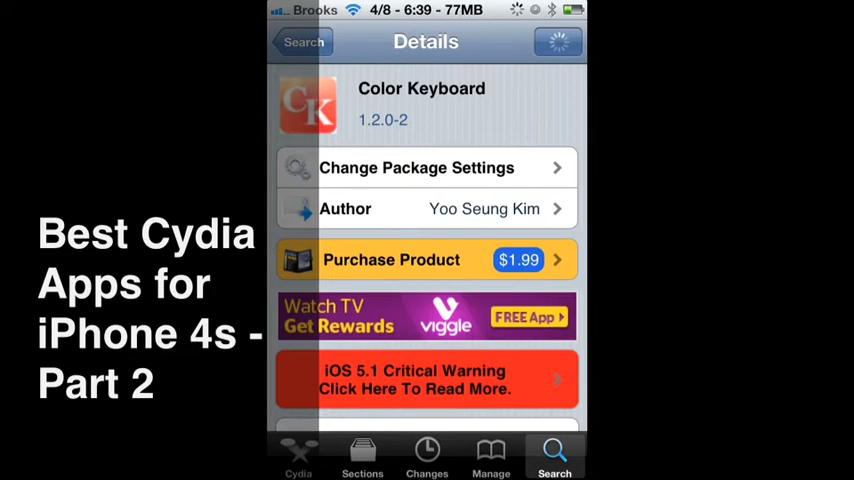 Brooks 4/8 - 6:39 - 77MB
Search Details
CK
Color Keyboard
1.2.0-2
Change Package Settings
Author Yoo Seung Kim
Purchase Product $1.99
Watch TV
Get Rewards
viggle
FREE App
iOS 5.1 Critical Warning
Click Here To Read More.
Cydia Sections Changes Manage Search
Best Cydia
Apps for
iPhone 4s -
Part 2